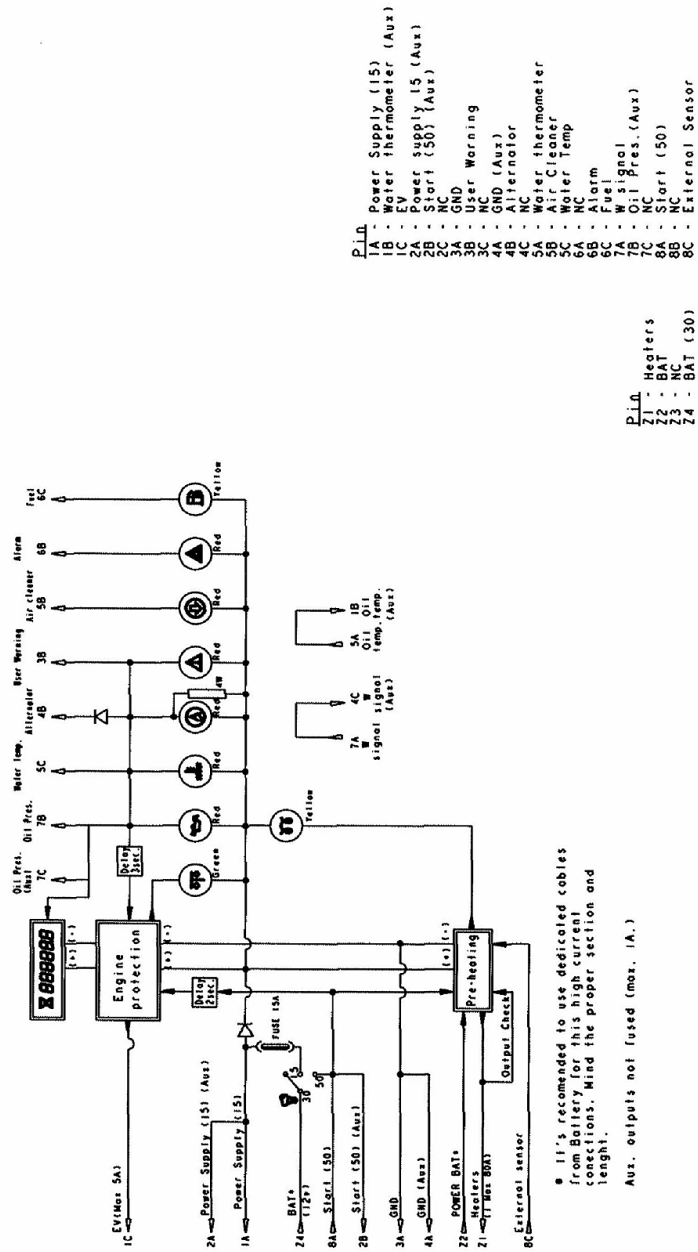 Oil Pres.
(Aux)
7C
Oil Pres.
7B
Water Temp.
5C
Alternator
4B
User Warning
3B
Air cleaner
5B
Alarm
6B
Fuel
6C
8888888
(+)
(-)
Delay
3sec.
Engine
protection
(+)
(-)
Green
Red
Red
Red
4W
Red
Red
Red
Yellow
Yellow
EV(Max 5A)
1C
Delay
2sec.
2A
Power Supply (15) (Aux)
1A
Power Supply (15)
FUSE 15A
BAT+
Z4
(12v)
15
30
50
8A
Start (50)
2B
Start (50) (Aux)
3A
GND
4A
GND (Aux)
Z2
POWER BAT+
Z1
Heaters
(I Max 80A)
8C
External sensor
(+)
(-)
Pre-heating
Output Check
7A
W
signal
4C
W
signal
(Aux)
5A
Oil
temp.
1B
Oil
temp.
(Aux)
* It's recomended to use dedicated cables
from Battery for this high current
conections. Mind the proper section and
lenght.
Aux. outputs not fused (max. 1A.)
Pin
Z1 - Heaters
Z2 - BAT
Z3 - NC
Z4 - BAT (30)
Pin
1A - Power Supply (15)
1B - Water thermometer (Aux)
1C - EV
2A - Power supply 15 (Aux)
2B - Start (50) (Aux)
2C - NC
3A - GND
3B - User Warning
3C - NC
4A - GND (Aux)
4B - Alternator
4C - NC
5A - Water thermometer
5B - Air Cleaner
5C - Water Temp
6A - NC
6B - Alarm
6C - Fuel
7A - W signal
7B - Oil Pres.(Aux)
7C - NC
8A - Start (50)
8B - NC
8C - External Sensor